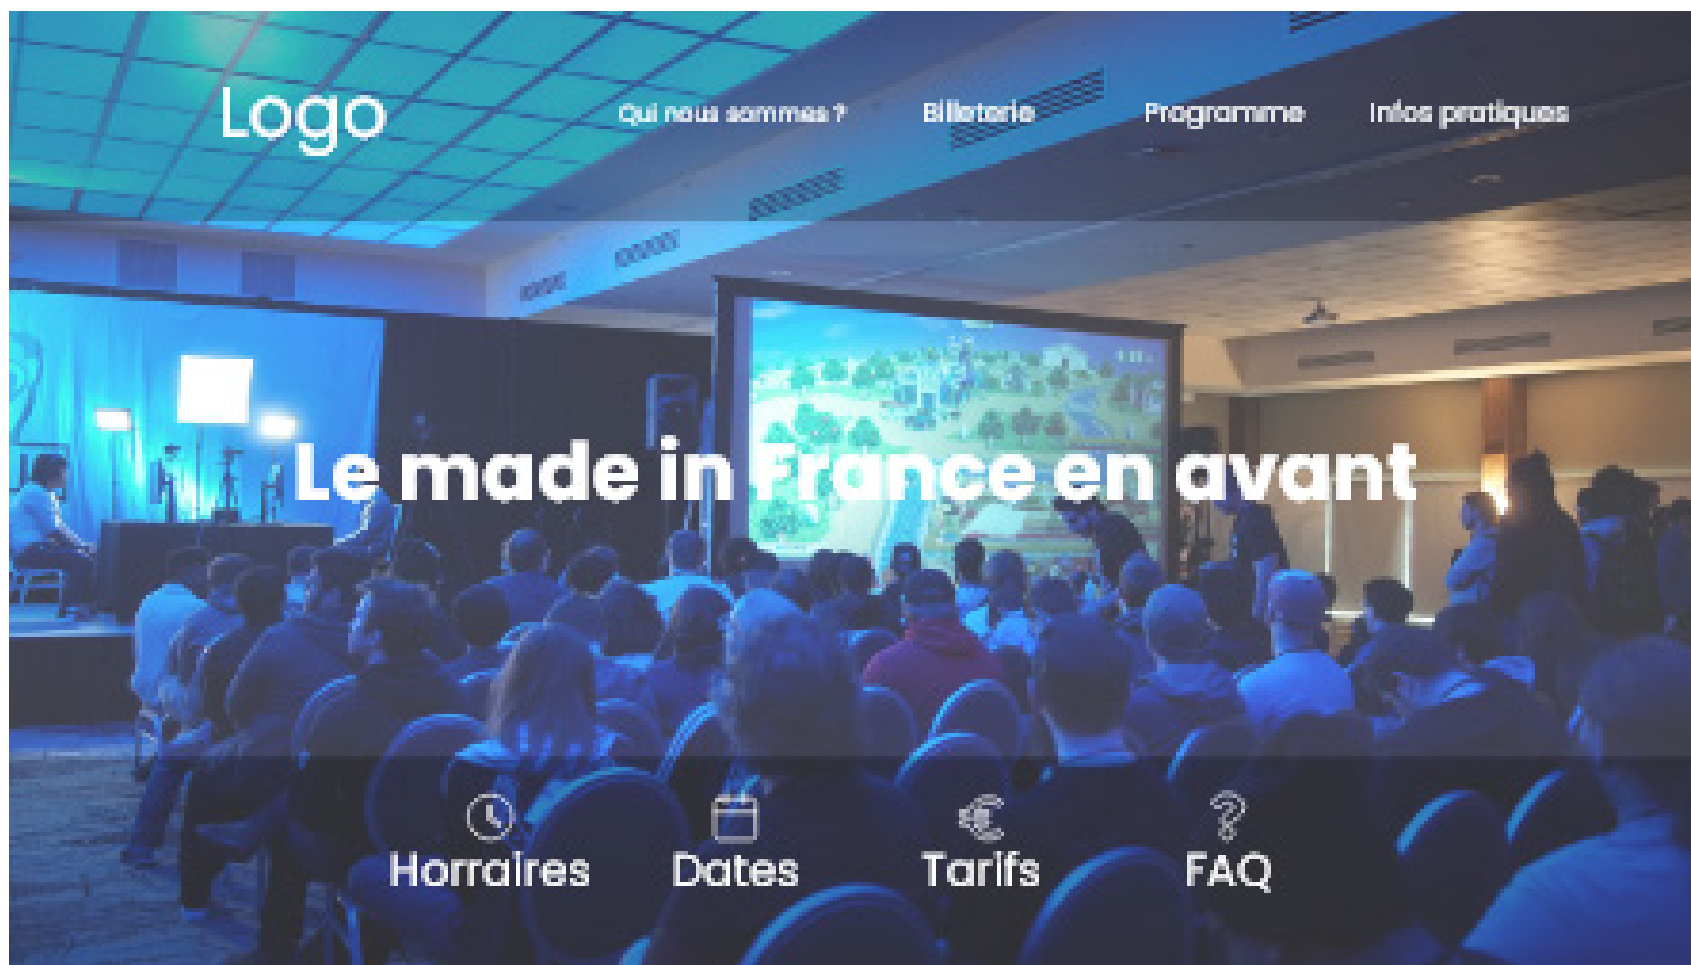 Logo
Qui nous sommes ?
Billeterie
Programme
Infos pratiques
Le made in France en avant
Horraires
Dates
Tarifs
FAQ